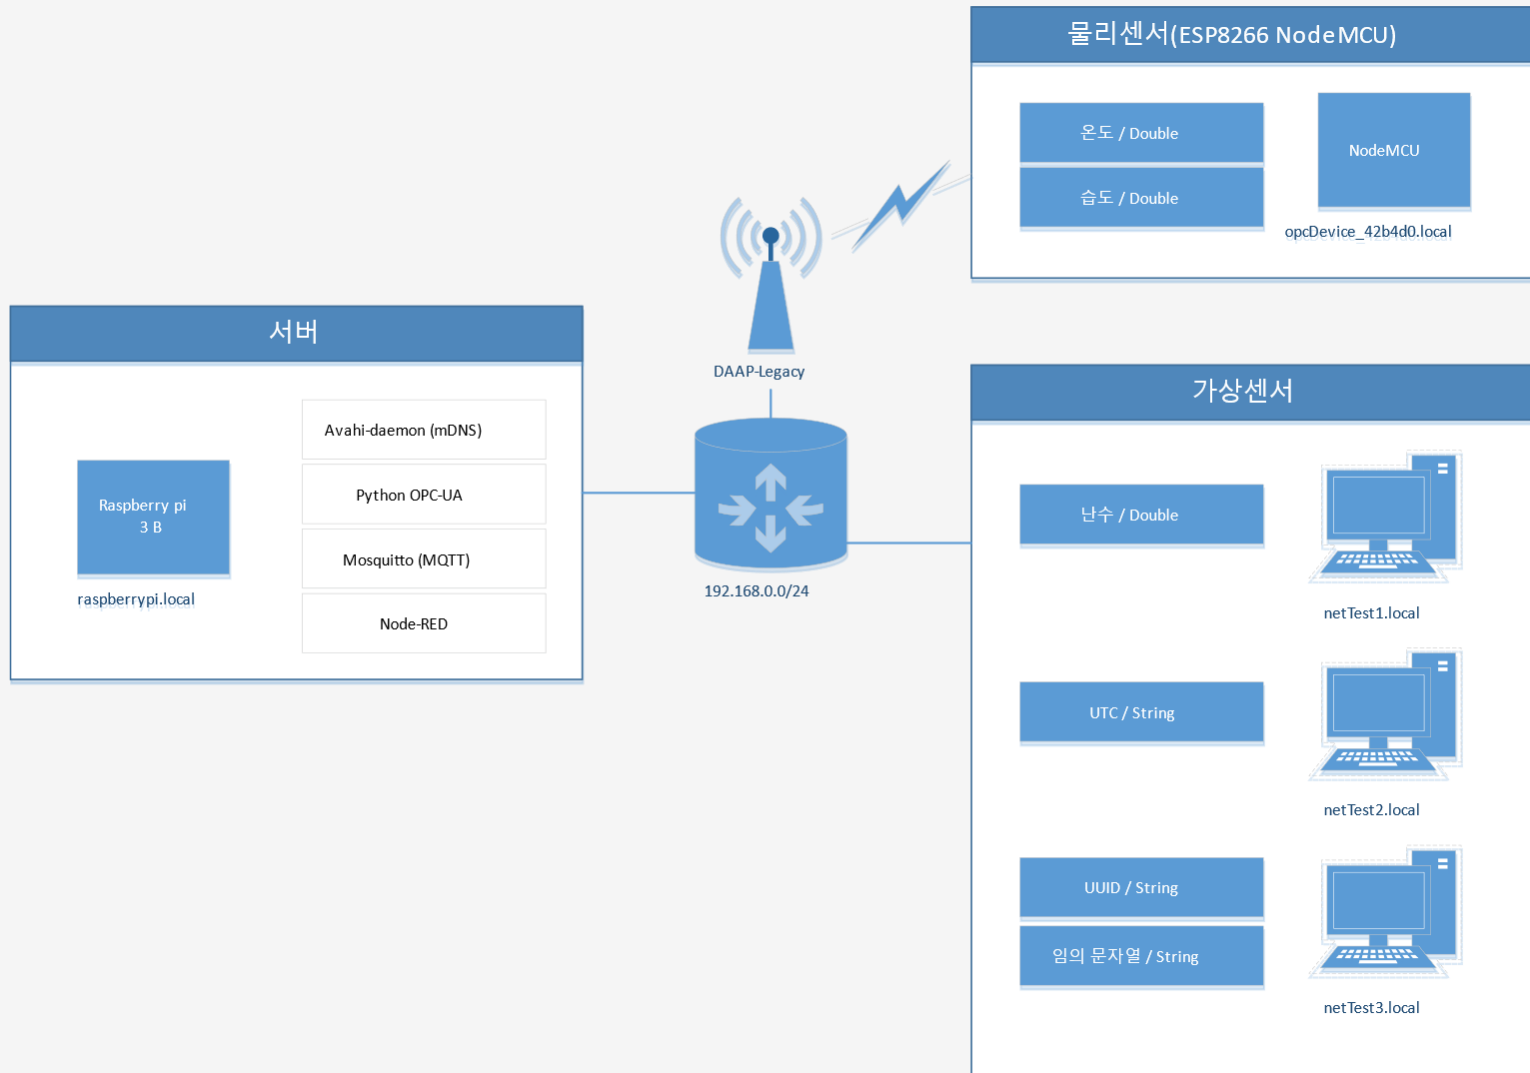 물리센서(ESP8266 NodeMCU)
온도 / Double
습도 / Double
NodeMCU
opcDevice_42b4d0.local
DAAP-Legacy
192.168.0.0/24
서버
Raspberry pi
3 B
raspberrypi.local
Avahi-daemon (mDNS)
Python OPC-UA
Mosquitto (MQTT)
Node-RED
가상센서
난수 / Double
netTest1.local
UTC / String
netTest2.local
UUID / String
임의 문자열 / String
netTest3.local